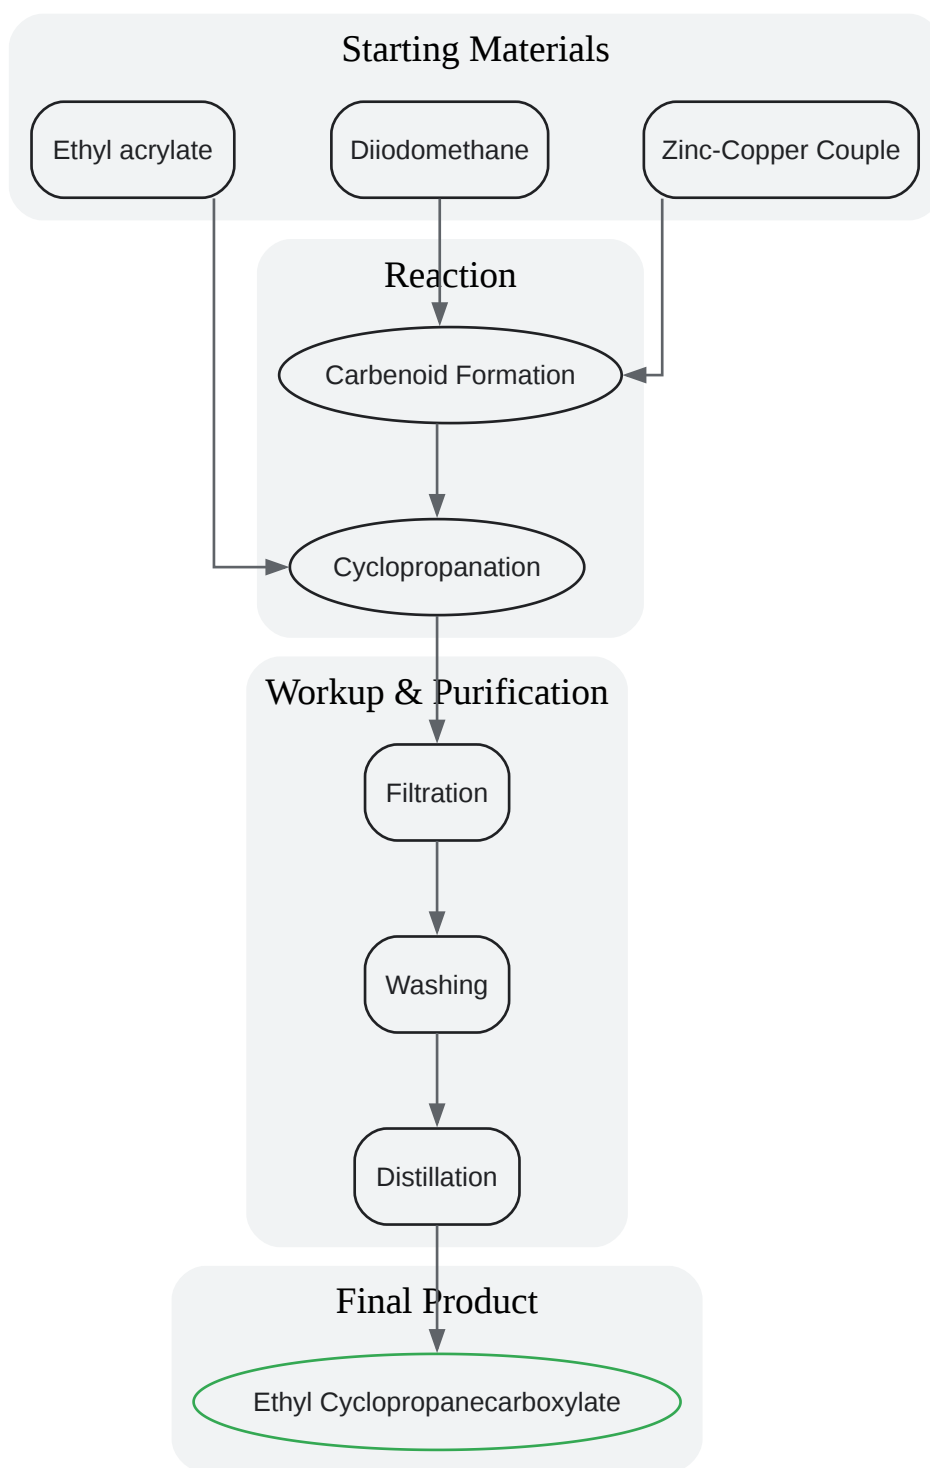 Starting Materials
Ethyl acrylate
Diiodomethane
Zinc-Copper Couple
Reaction
Carbenoid Formation
Cyclopropanation
Workup & Purification
Filtration
Washing
Distillation
Final Product
Ethyl Cyclopropanecarboxylate